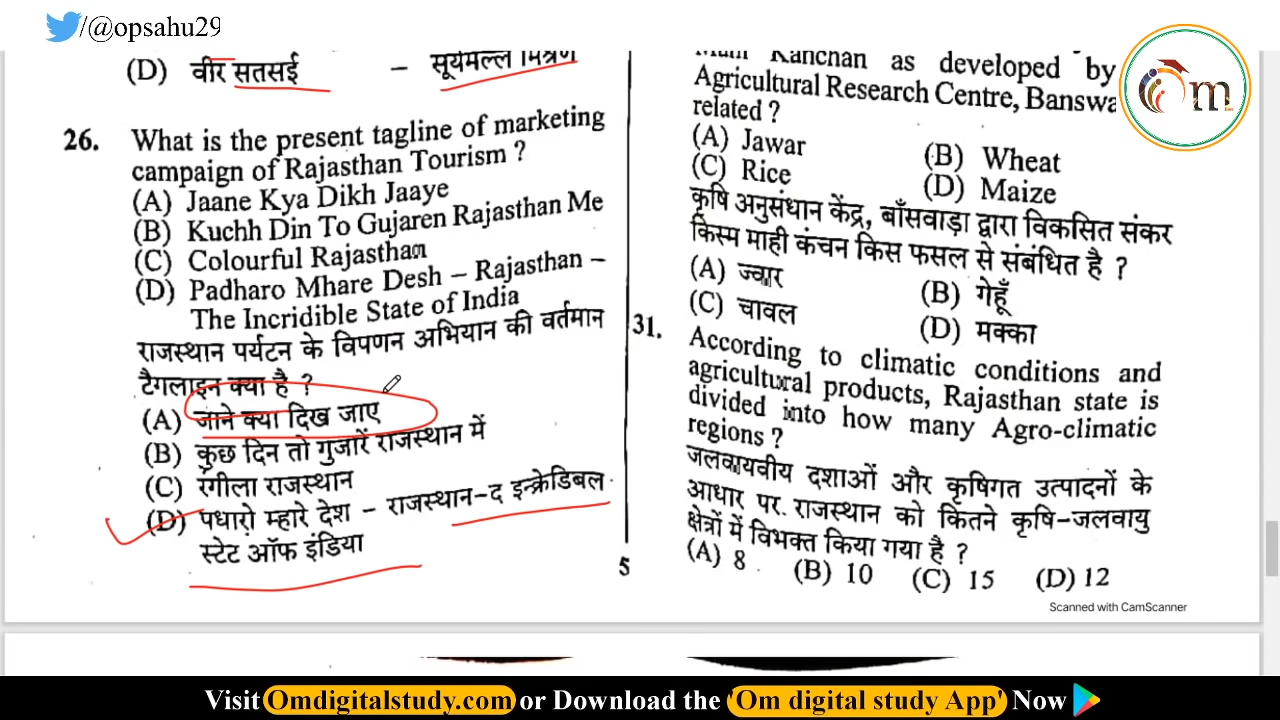 /@opsahu29
(D) वीर सतसई – सूर्यमल्ल मिश्रण
26. What is the present tagline of marketing
campaign of Rajasthan Tourism ?
(A) Jaane Kya Dikh Jaaye
(B) Kuchh Din To Gujaren Rajasthan Me
(C) Colourful Rajasthan
(D) Padharo Mhare Desh – Rajasthan –
The Incridible State of India
राजस्थान पर्यटन के विपणन अभियान की वर्तमान
टैगलाइन क्या है ?
(A) जाने क्या दिख जाए
(B) कुछ दिन तो गुजारें राजस्थान में
(C) रंगीला राजस्थान
(D) पधारो म्हारे देश – राजस्थान–द इन्क्रेडिबल
स्टेट ऑफ इंडिया
Kanchan as developed by
Agricultural Research Centre,
related ?
(A) Jawar (B) Wheat
(C) Rice (D) Maize
कृषि अनुसंधान केंद्र, बाँसवाड़ा द्वारा विकसित संकर
किस्म माही कंचन किस फसल से संबंधित है ?
(A) ज्वार (B) गेहूँ
(C) चावल (D) मक्का
31. According to climatic conditions and
agricultural products, Rajasthan state is
divided into how many Agro-climatic
regions ?
जलवायवीय दशाओं और कृषिगत उत्पादनों के
आधार पर राजस्थान को कितने कृषि-जलवायु
क्षेत्रों में विभक्त किया गया है ?
(A) 8 (B) 10 (C) 15 (D) 12
5
Scanned with CamScanner
Om
Visit Omdigitalstudy.com or Download the 'Om digital study App' Now